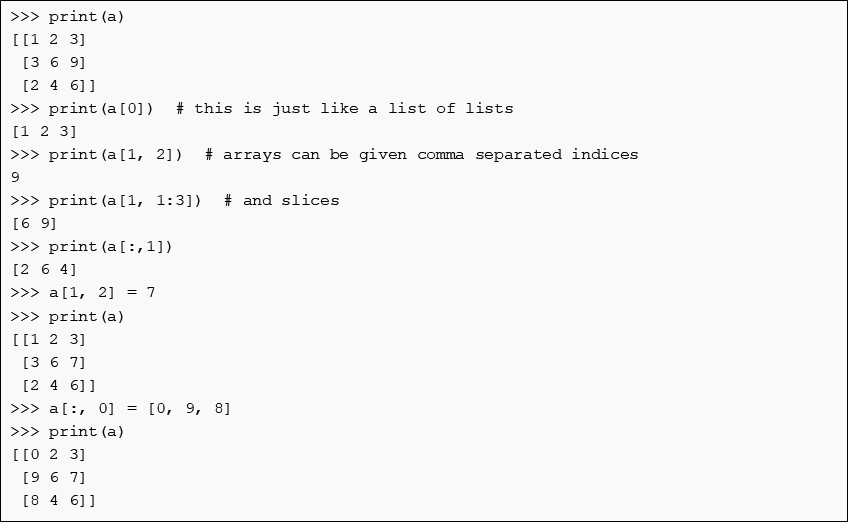 >>> print(a)
[[1 2 3]
 [3 6 9]
 [2 4 6]]
>>> print(a[0])  # this is just like a list of lists
[1 2 3]
>>> print(a[1, 2])  # arrays can be given comma separated indices
9
>>> print(a[1, 1:3])  # and slices
[6 9]
>>> print(a[:,1])
[2 6 4]
>>> a[1, 2] = 7
>>> print(a)
[[1 2 3]
 [3 6 7]
 [2 4 6]]
>>> a[:, 0] = [0, 9, 8]
>>> print(a)
[[0 2 3]
 [9 6 7]
 [8 4 6]]